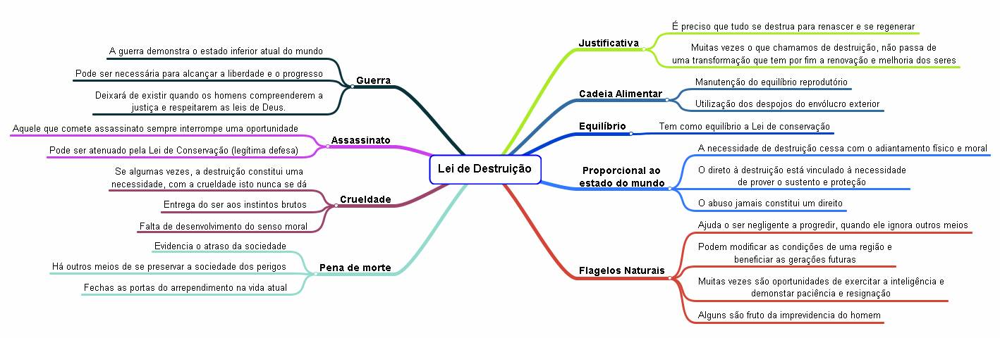 Lei de Destruição
Justificativa
É preciso que tudo se destrua para renascer e se regenerar
Muitas vezes o que chamamos de destruição, não passa de
uma transformação que tem por fim a renovação e melhoria dos seres
Cadeia Alimentar
Manutenção do equilíbrio reprodutório
Utilização dos despojos do envólucro exterior
Equilíbrio
Tem como equilíbrio a Lei de conservação
Proporcional ao
estado do mundo
A necessidade de destruição cessa com o adiantamento físico e moral
O direto à destruição está vinculado à necessidade
de prover o sustento e proteção
O abuso jamais constitui um direito
Flagelos Naturais
Ajuda o ser negligente a progredir, quando ele ignora outros meios
Podem modificar as condições de uma região e
beneficiar as gerações futuras
Muitas vezes são oportunidades de exercitar a inteligência e
demonstar paciência e resignação
Alguns são fruto da imprevidencia do homem
Guerra
A guerra demonstra o estado inferior atual do mundo
Pode ser necessária para alcançar a liberdade e o progresso
Deixará de existir quando os homens compreenderem a
justiça e respeitarem as leis de Deus.
Assassinato
Aquele que comete assassinato sempre interrompe uma oportunidade
Pode ser atenuado pela Lei de Conservação (legítima defesa)
Crueldade
Se algumas vezes, a destruição constitui uma
necessidade, com a crueldade isto nunca se dá
Entrega do ser aos instintos brutos
Falta de desenvolvimento do senso moral
Pena de morte
Evidencia o atraso da sociedade
Há outros meios de se preservar a sociedade dos perigos
Fechas as portas do arrependimento na vida atual